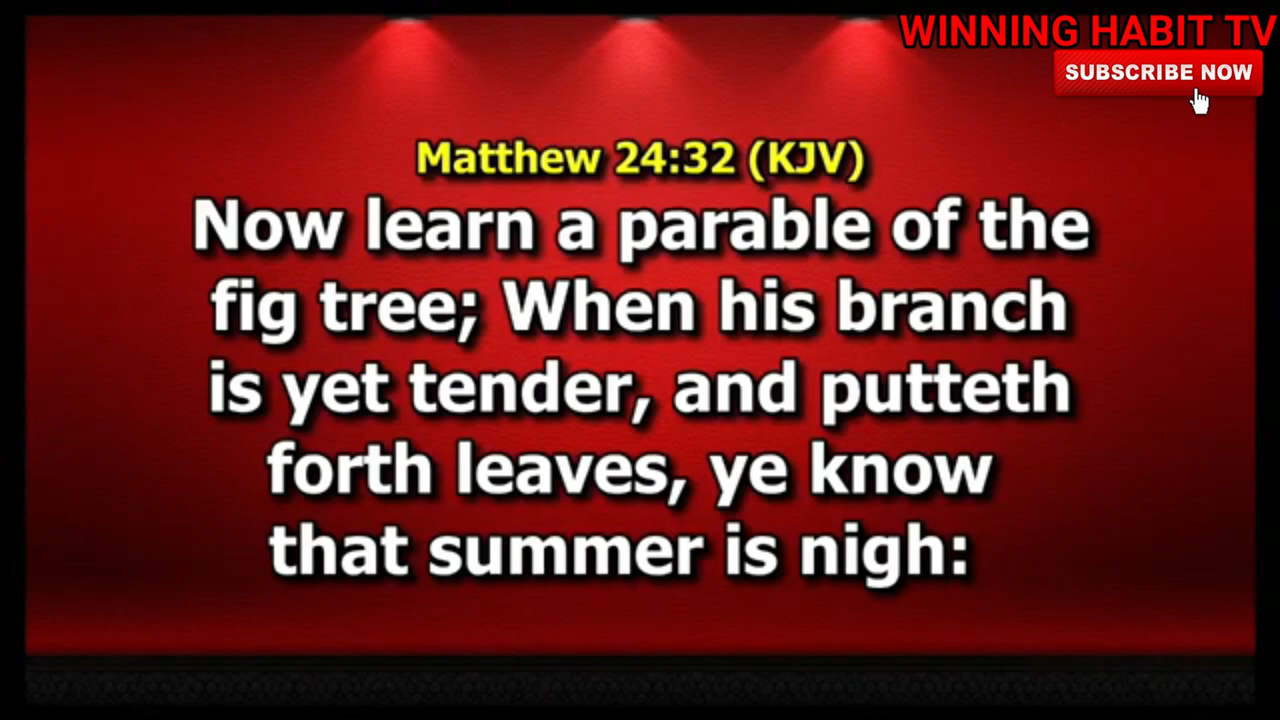 WINNING HABIT TV
SUBSCRIBE NOW
Matthew 24:32 (KJV)
Now learn a parable of the
fig tree; When his branch
is yet tender, and putteth
forth leaves, ye know
that summer is nigh: